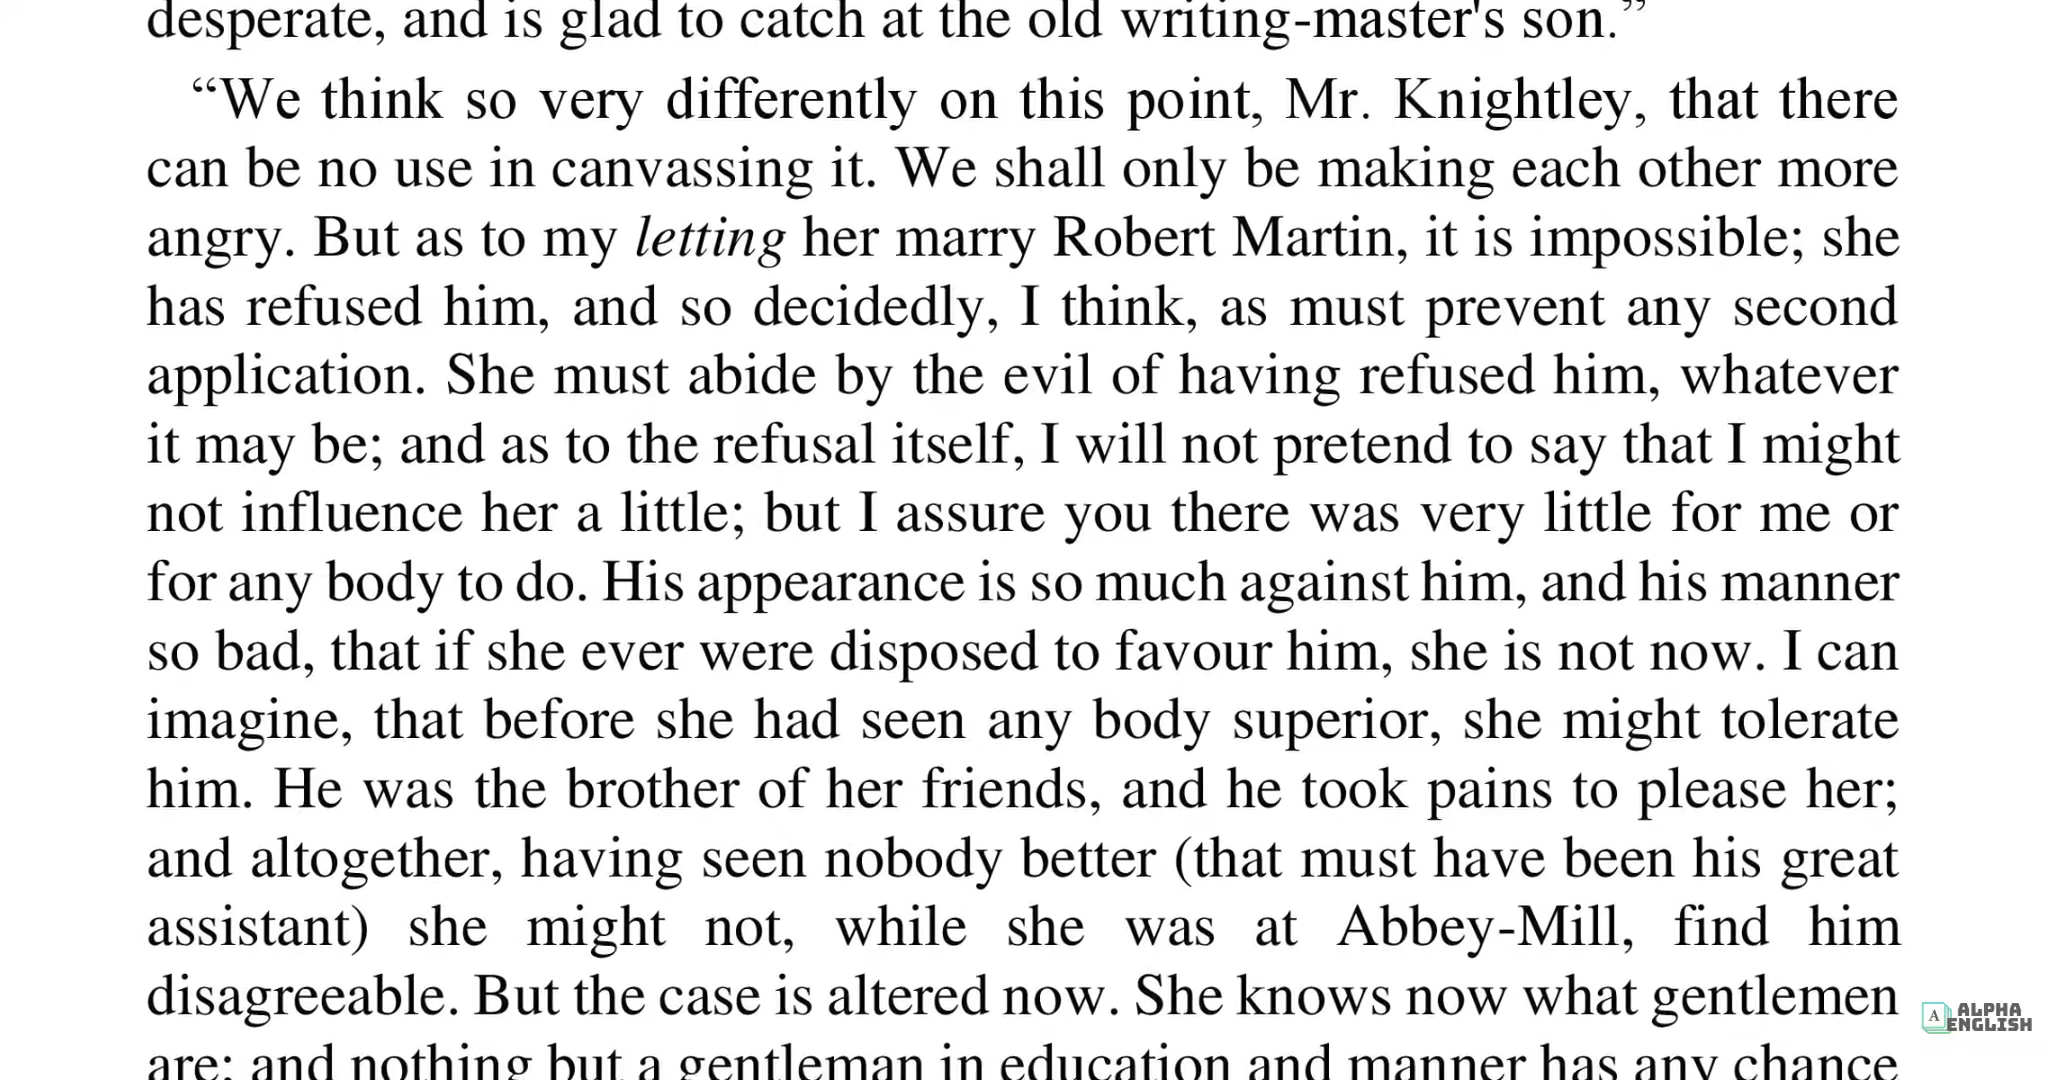 desperate, and is glad to catch at the old writing-master's son.”
“We think so very differently on this point, Mr. Knightley, that there
can be no use in canvassing it. We shall only be making each other more
angry. But as to my letting her marry Robert Martin, it is impossible; she
has refused him, and so decidedly, I think, as must prevent any second
application. She must abide by the evil of having refused him, whatever
it may be; and as to the refusal itself, I will not pretend to say that I might
not influence her a little; but I assure you there was very little for me or
for any body to do. His appearance is so much against him, and his manner
so bad, that if she ever were disposed to favour him, she is not now. I can
imagine, that before she had seen any body superior, she might tolerate
him. He was the brother of her friends, and he took pains to please her;
and altogether, having seen nobody better (that must have been his great
assistant) she might not, while she was at Abbey-Mill, find him
disagreeable. But the case is altered now. She knows now what gentlemen
are; and nothing but a gentleman in education and manner has any chance
A ALPHA
ENGLISH